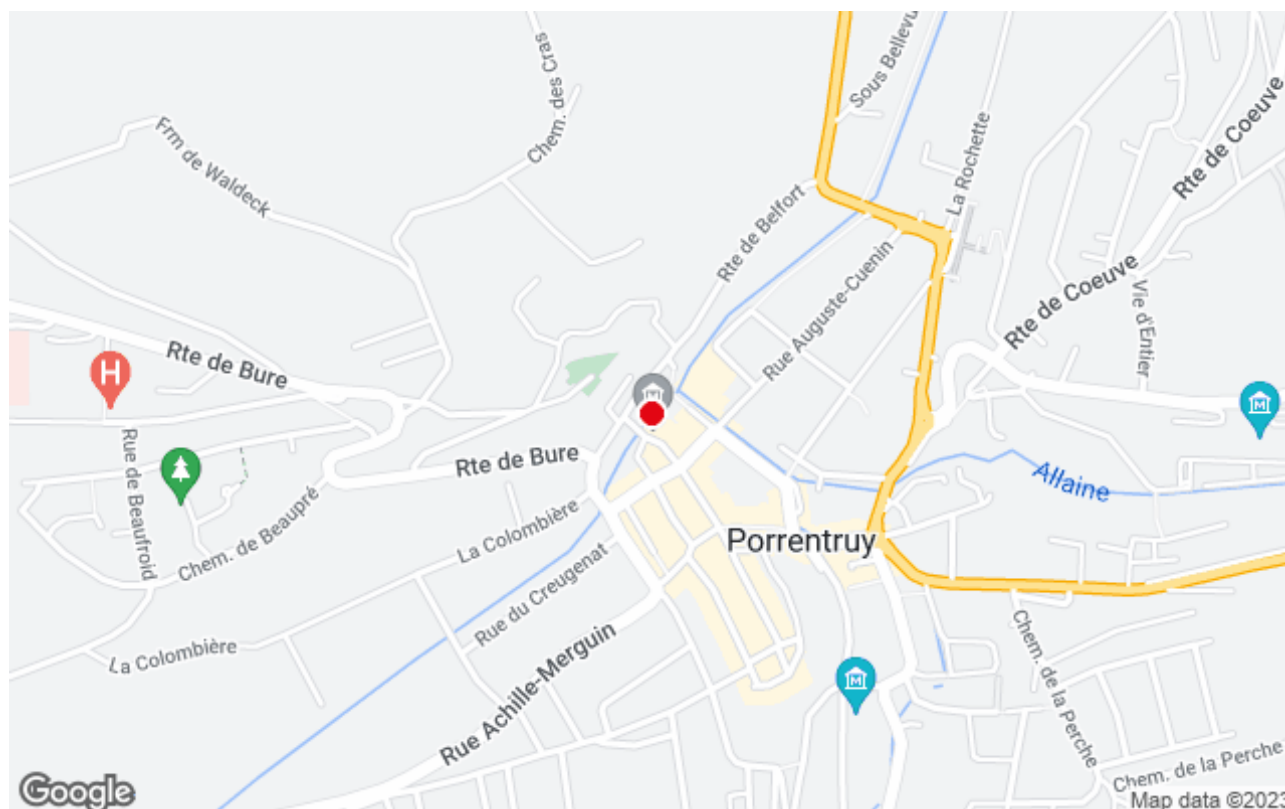 Chem. des Cras
Sous Bellevu
Frm de Waldeck
La Rochette
Rte de Coeuve
Rte de Belfort
Rue Auguste-Cuenin
Rte de Coeuve
Vie d'Entier
Rte de Bure
H
M
M
Rue de Beaufroid
Rte de Bure
Allaine
Chem. de Beaupré
La Colombière
Porrentruy
Rue du Creugenat
La Colombière
Rue Achille-Merguin
M
Chem. de la Perche
Chem. de la Perche
Google
Map data ©2023